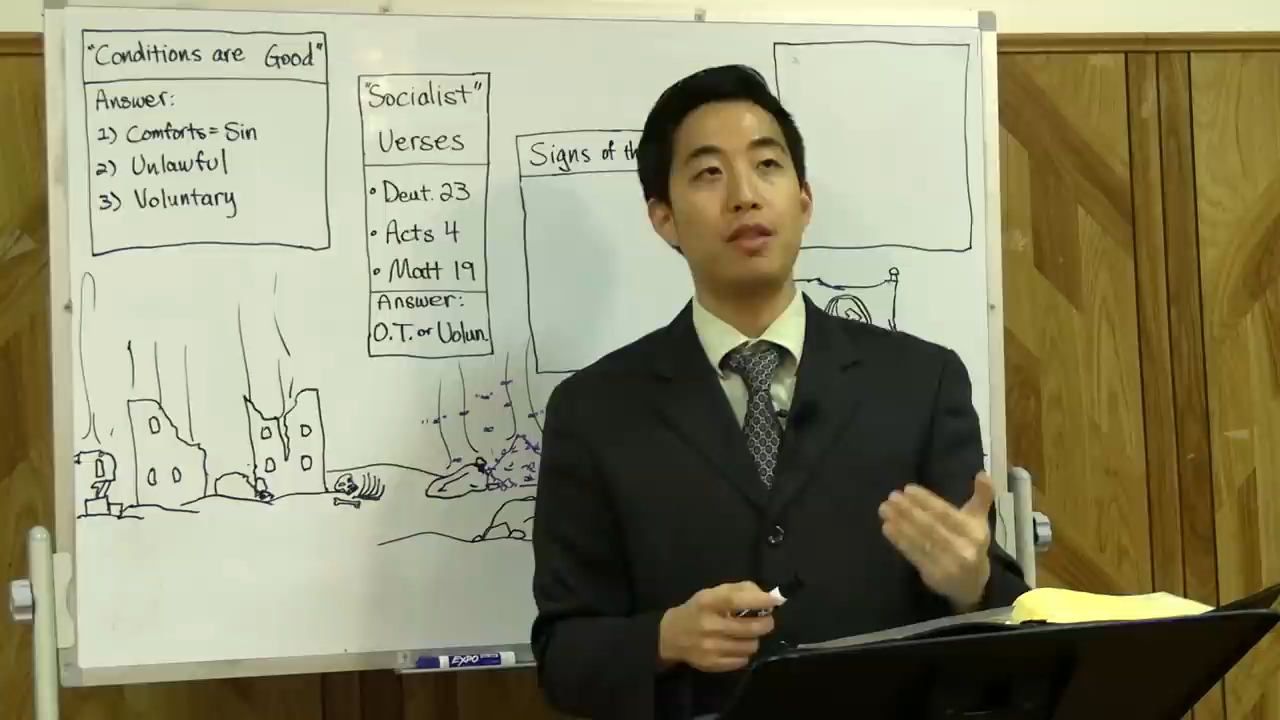 "Conditions are Good"
Answer:
1) Comforts = Sin
2) Unlawful
3) Voluntary
"Socialist"
Verses
• Deut. 23
• Acts 4
• Matt 19
Answer:
O.T. or Volun.
Signs of th
EXPO